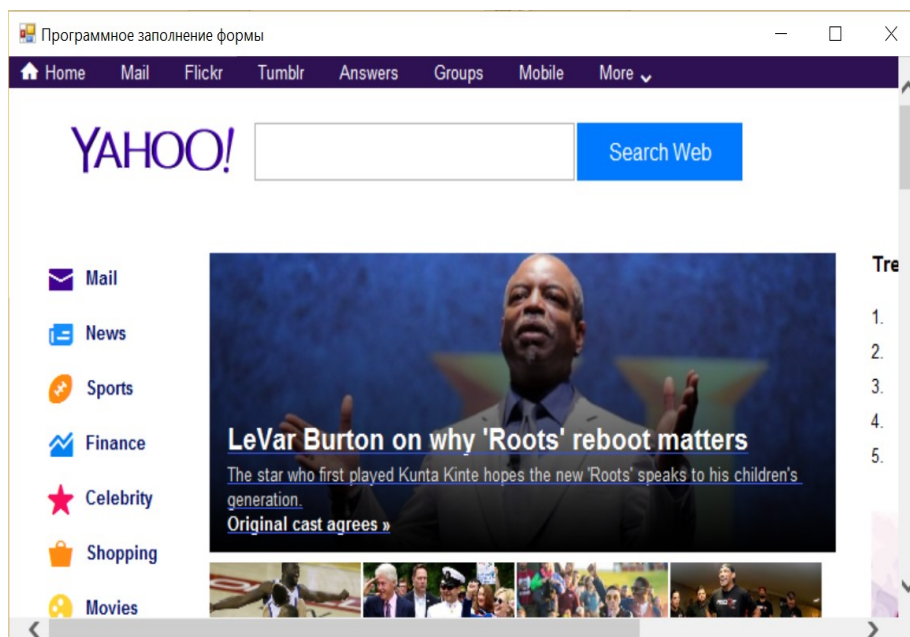 Программное заполнение формы
Home Mail Flickr Tumblr Answers Groups Mobile More
YAHOO! Search Web
Mail
News
Sports
Finance
Celebrity
Shopping
Movies
LeVar Burton on why 'Roots' reboot matters
The star who first played Kunta Kinte hopes the new 'Roots' speaks to his children's
generation.
Original cast agrees »
Tre
1.
2.
3.
4.
5.